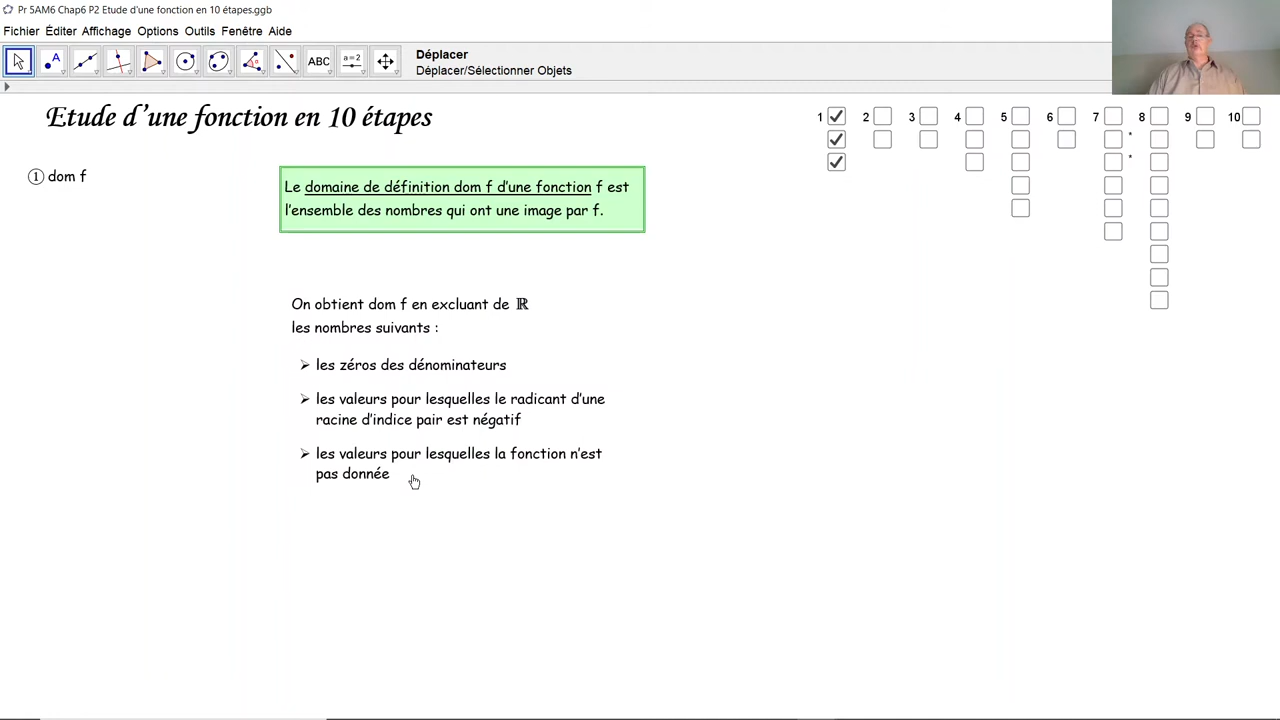 Pr 5AM6 Chap6 P2 Etude d'une fonction en 10 étapes.ggb
Fichier Éditer Affichage Options Outils Fenêtre Aide
A ABC a=2 Déplacer
Déplacer/Sélectionner Objets
Etude d'une fonction en 10 étapes
1 2 3 4 5 6 7 8 9 10
* 
*
① dom f
Le domaine de définition dom f d'une fonction f est
l'ensemble des nombres qui ont une image par f.
On obtient dom f en excluant de ℝ
les nombres suivants :
➢ les zéros des dénominateurs
➢ les valeurs pour lesquelles le radicant d'une
racine d'indice pair est négatif
➢ les valeurs pour lesquelles la fonction n'est
pas donnée